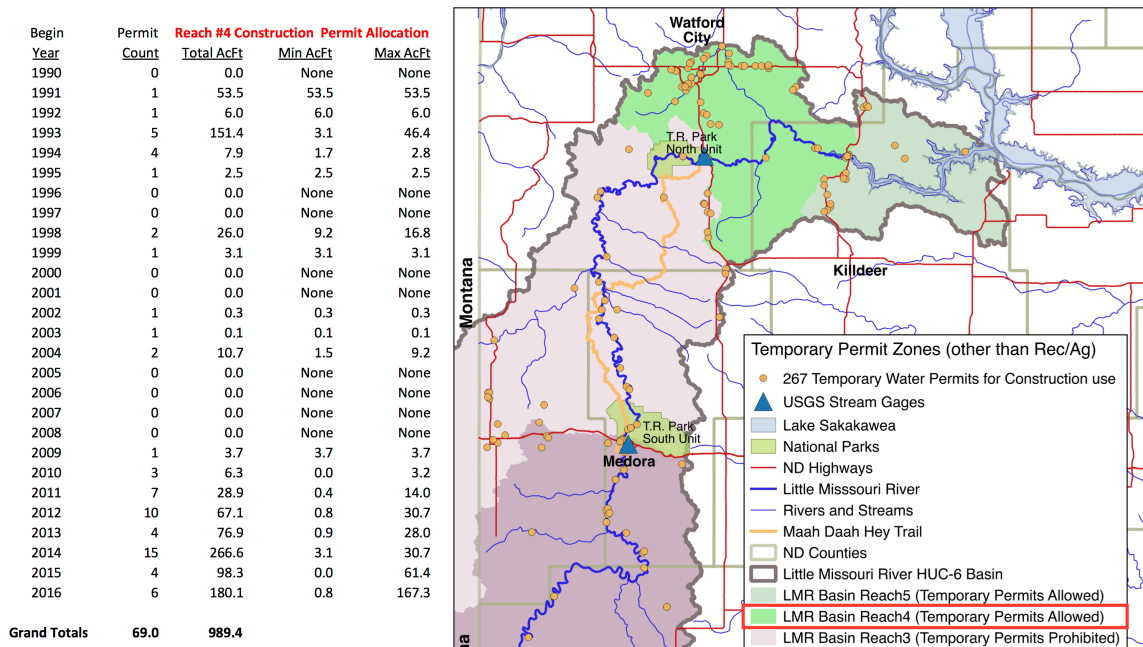 Begin Permit Reach #4 Construction Permit Allocation
Year Count Total AcFt Min AcFt Max AcFt
1990 0 0.0 None None
1991 1 53.5 53.5 53.5
1992 1 6.0 6.0 6.0
1993 5 151.4 3.1 46.4
1994 4 7.9 1.7 2.8
1995 1 2.5 2.5 2.5
1996 0 0.0 None None
1997 0 0.0 None None
1998 2 26.0 9.2 16.8
1999 1 3.1 3.1 3.1
2000 0 0.0 None None
2001 0 0.0 None None
2002 1 0.3 0.3 0.3
2003 1 0.1 0.1 0.1
2004 2 10.7 1.5 9.2
2005 0 0.0 None None
2006 0 0.0 None None
2007 0 0.0 None None
2008 0 0.0 None None
2009 1 3.7 3.7 3.7
2010 3 6.3 0.0 3.2
2011 7 28.9 0.4 14.0
2012 10 67.1 0.8 30.7
2013 4 76.9 0.9 28.0
2014 15 266.6 3.1 30.7
2015 4 98.3 0.0 61.4
2016 6 180.1 0.8 167.3
Grand Totals 69.0 989.4
Watford
City
T.R. Park
North Unit
Killdeer
Montana
T.R. Park
South Unit
Medora
Temporary Permit Zones (other than Rec/Ag)
267 Temporary Water Permits for Construction use
USGS Stream Gages
Lake Sakakawea
National Parks
ND Highways
Little Misssouri River
Rivers and Streams
Maah Daah Hey Trail
ND Counties
Little Missouri River HUC-6 Basin
LMR Basin Reach5 (Temporary Permits Allowed)
LMR Basin Reach4 (Temporary Permits Allowed)
LMR Basin Reach3 (Temporary Permits Prohibited)